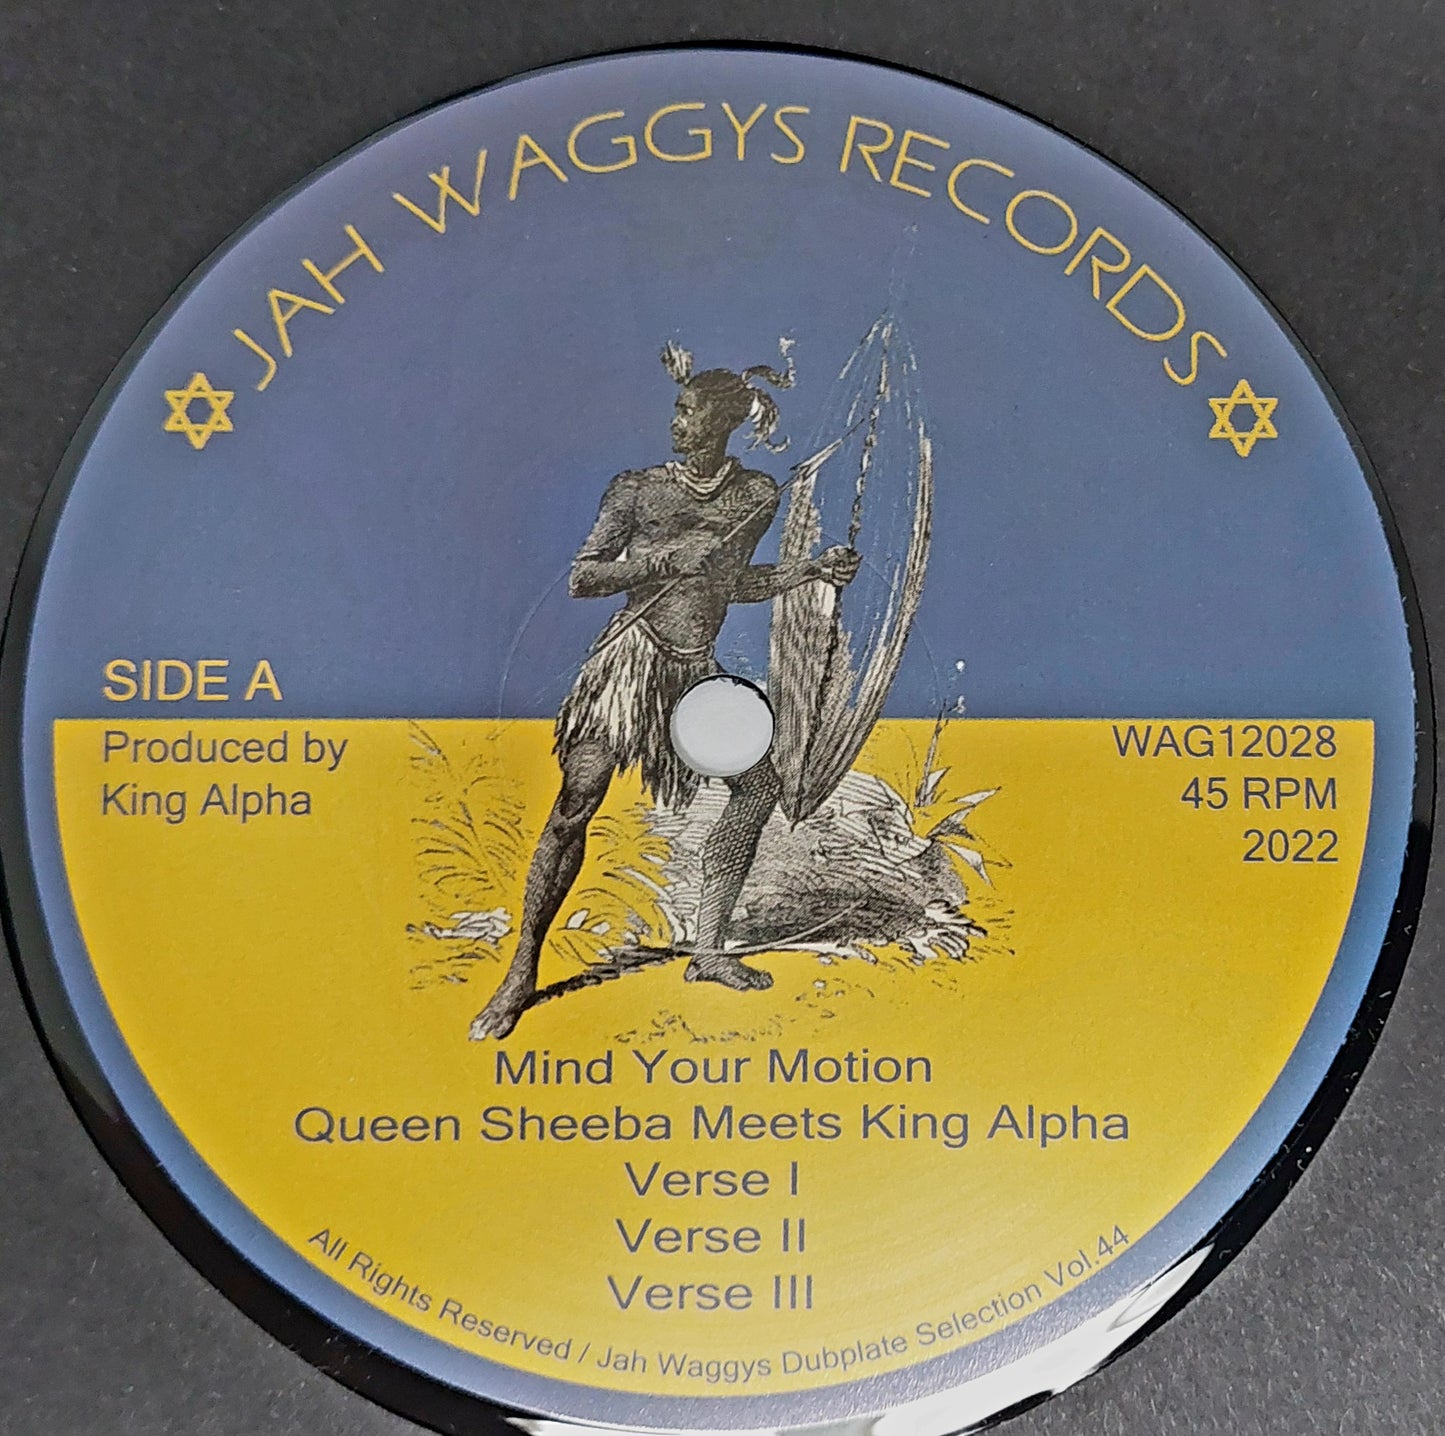 JAH WAGGYS RECORDS
SIDE A
Produced by
King Alpha
WAG12028
45 RPM
2022
Mind Your Motion
Queen Sheeba Meets King Alpha
Verse I
Verse II
Verse III
All Rights Reserved / Jah Waggys Dubplate Selection Vol.44